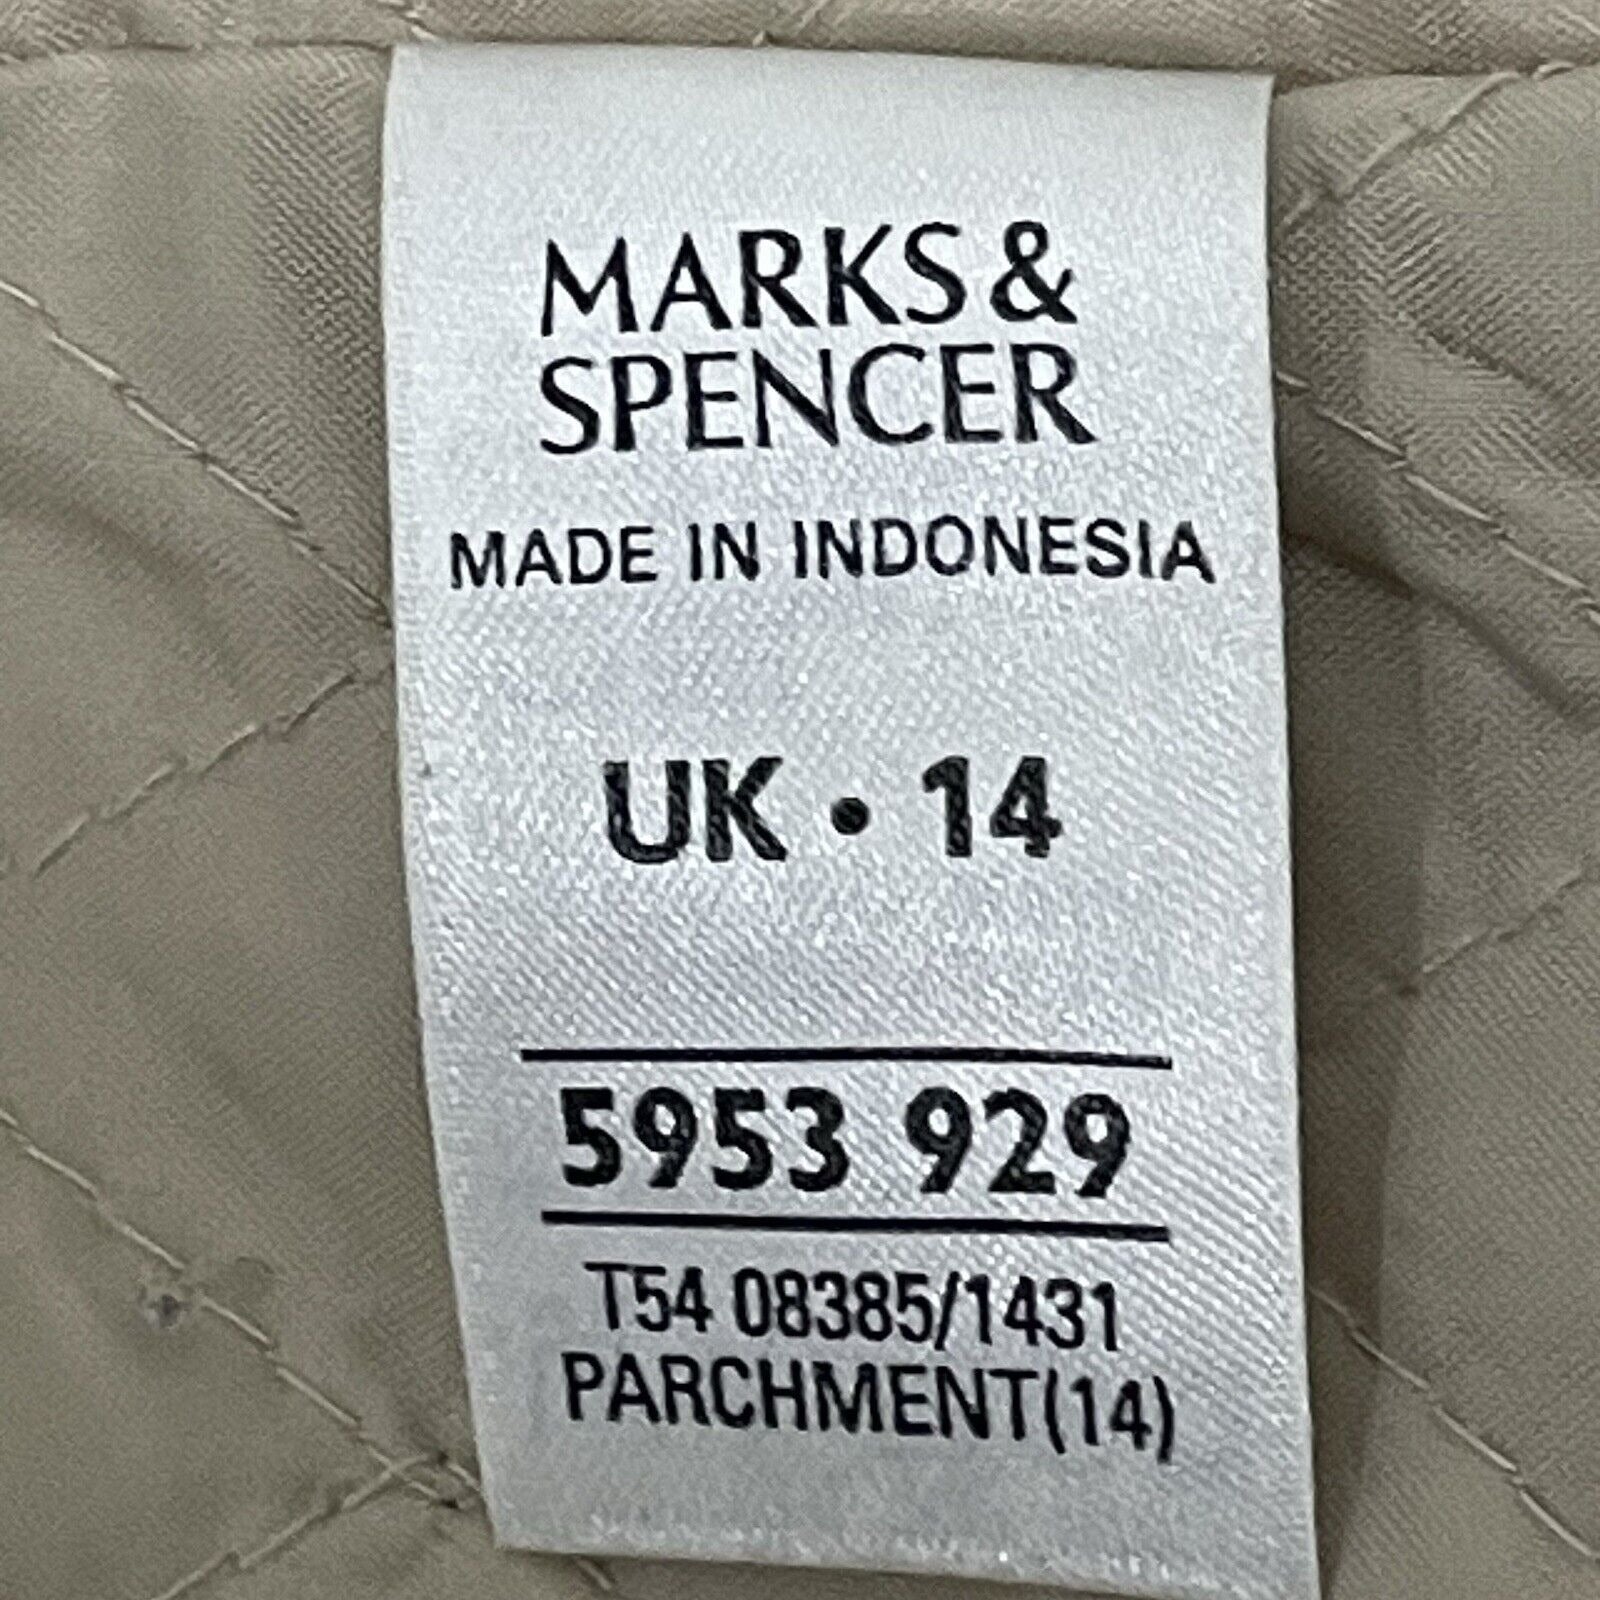 MARKS &
SPENCER
MADE IN INDONESIA
UK • 14
5953 929
T54 08385/1431
PARCHMENT(14)